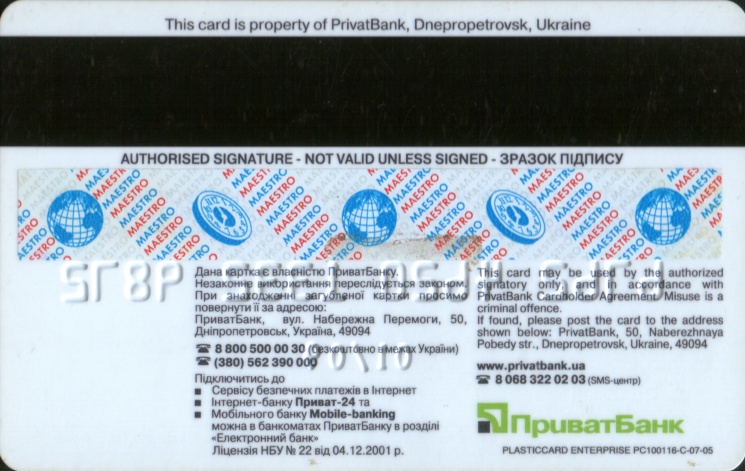 This card is property of PrivatBank, Dnepropetrovsk, Ukraine
AUTHORISED SIGNATURE - NOT VALID UNLESS SIGNED - ЗРАЗОК ПІДПИСУ
MAESTRO MAESTRO MAESTRO MAESTRO MAESTRO
Дана картка є власністю ПриватБанку.
Незаконне використання переслідується законом.
При знаходженні загубленої картки просимо
повернути її за адресою:
ПриватБанк, вул. Набережна Перемоги, 50,
Дніпропетровськ, Україна, 49094
☎ 8 800 500 00 30 (безкоштовно в межах України)
☎ (380) 562 390 000
Підключитись до
▪ Сервісу безпечних платежів в Інтернет
▪ Інтернет-банку Приват-24 та
▪ Мобільного банку Mobile-banking
можна в банкоматах ПриватБанку в розділі
«Електронний банк»
Ліцензія НБУ № 22 від 04.12.2001 р.
This card may be used by the authorized
signatory only, in accordance with
PrivatBank Cardholder Agreement. Misuse is a
criminal offence.
If found, please post the card to the address
shown below: PrivatBank, 50, Naberezhnaya
Pobedy str., Dnepropetrovsk, Ukraine, 49094
www.privatbank.ua
☎ 8 068 322 02 03 (SMS-центр)
ПриватБанк
PLASTICCARD ENTERPRISE PC100116-C-07-05